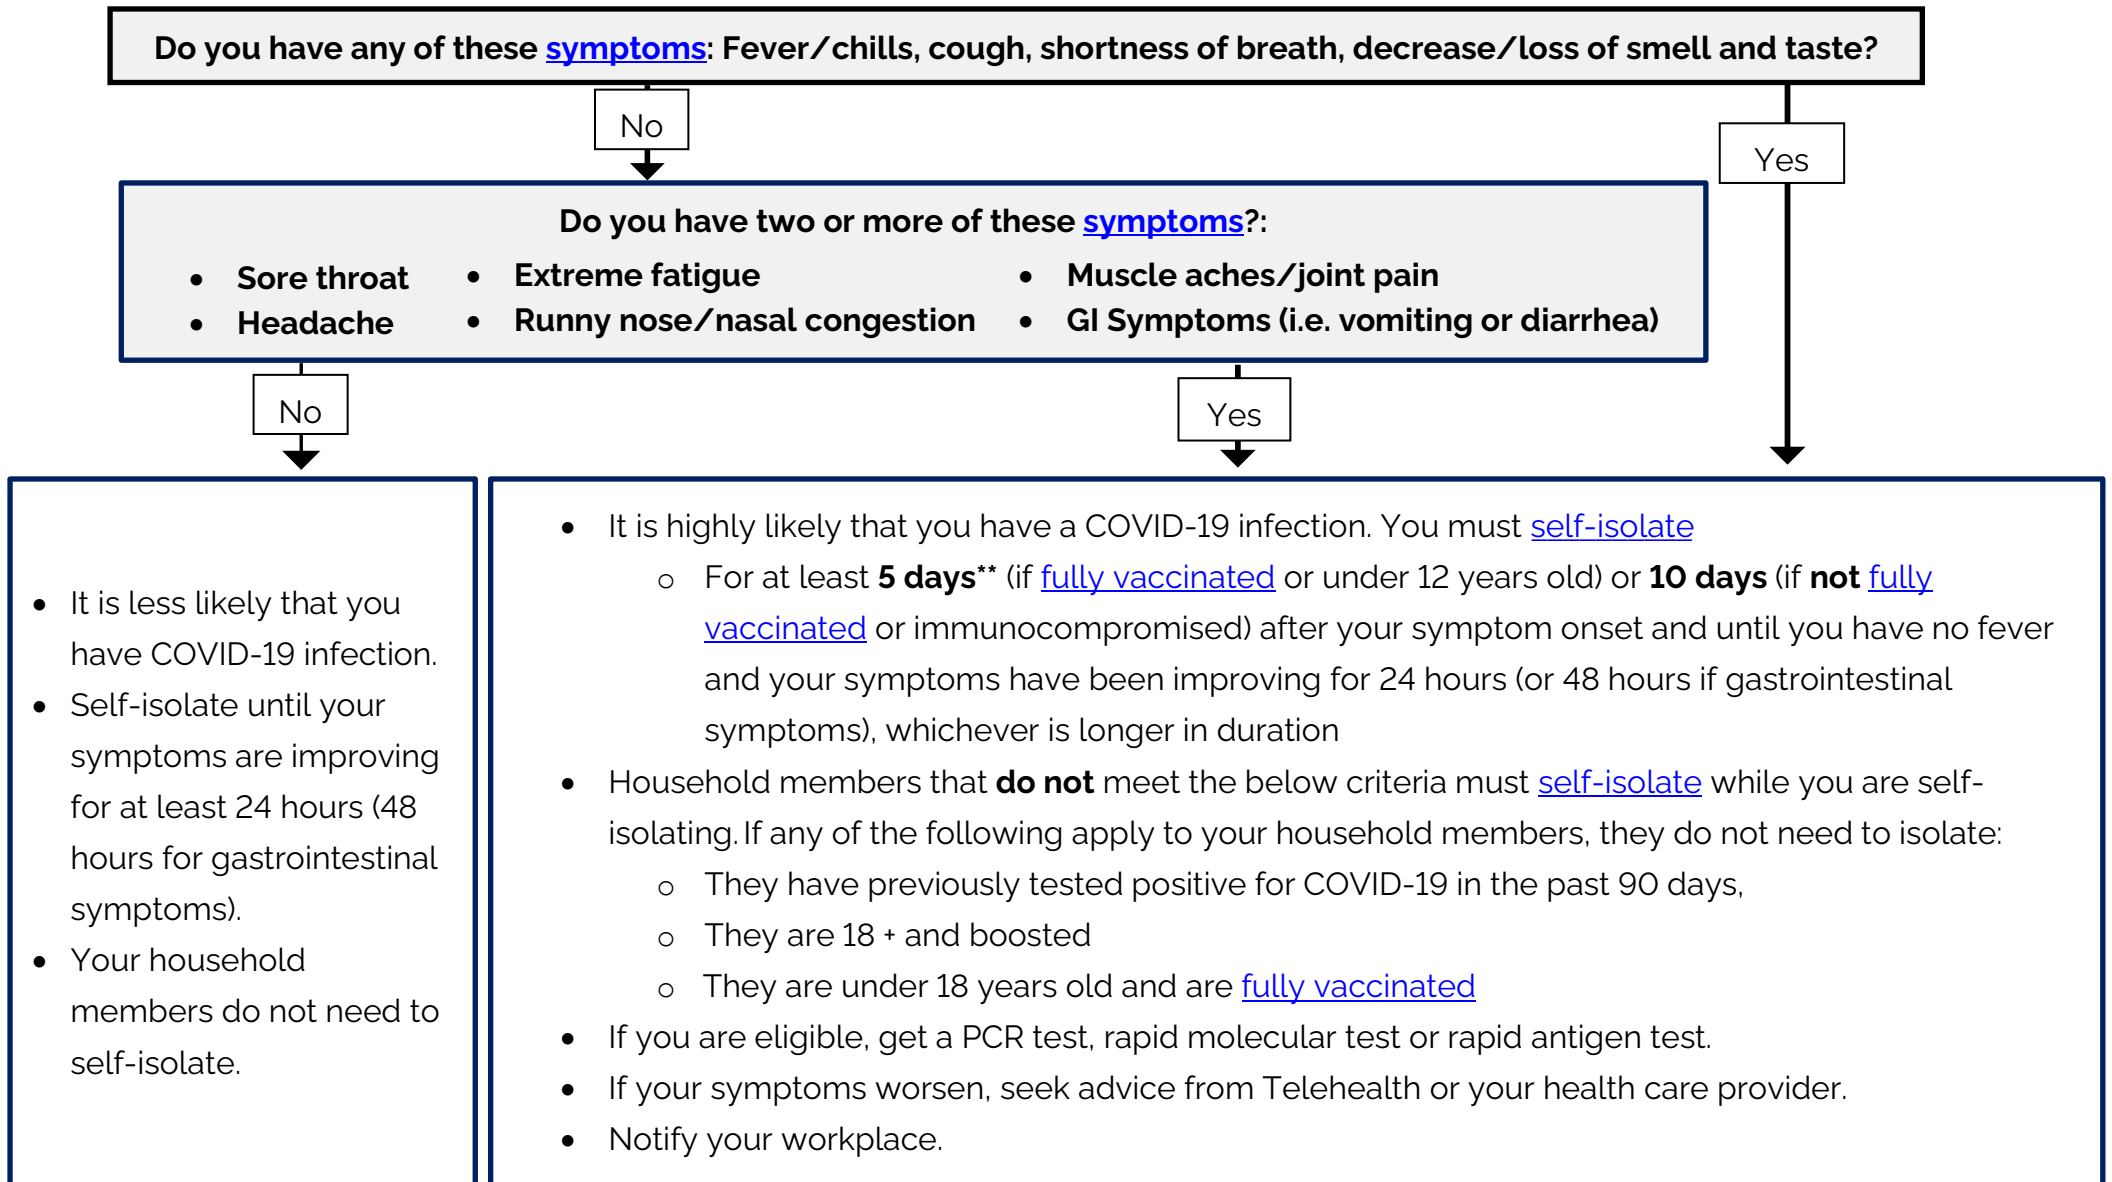 Do you have any of these symptoms: Fever/chills, cough, shortness of breath, decrease/loss of smell and taste?
No
Yes
Do you have two or more of these symptoms?:
• Sore throat
• Headache
• Extreme fatigue
• Runny nose/nasal congestion
• Muscle aches/joint pain
• GI Symptoms (i.e. vomiting or diarrhea)
No
Yes
• It is less likely that you
have COVID-19 infection.
• Self-isolate until your
symptoms are improving
for at least 24 hours (48
hours for gastrointestinal
symptoms).
• Your household
members do not need to
self-isolate.
• It is highly likely that you have a COVID-19 infection. You must self-isolate
o For at least 5 days** (if fully vaccinated or under 12 years old) or 10 days (if not fully
vaccinated or immunocompromised) after your symptom onset and until you have no fever
and your symptoms have been improving for 24 hours (or 48 hours if gastrointestinal
symptoms), whichever is longer in duration
• Household members that do not meet the below criteria must self-isolate while you are self-
isolating. If any of the following apply to your household members, they do not need to isolate:
o They have previously tested positive for COVID-19 in the past 90 days,
o They are 18 + and boosted
o They are under 18 years old and are fully vaccinated
• If you are eligible, get a PCR test, rapid molecular test or rapid antigen test.
• If your symptoms worsen, seek advice from Telehealth or your health care provider.
• Notify your workplace.